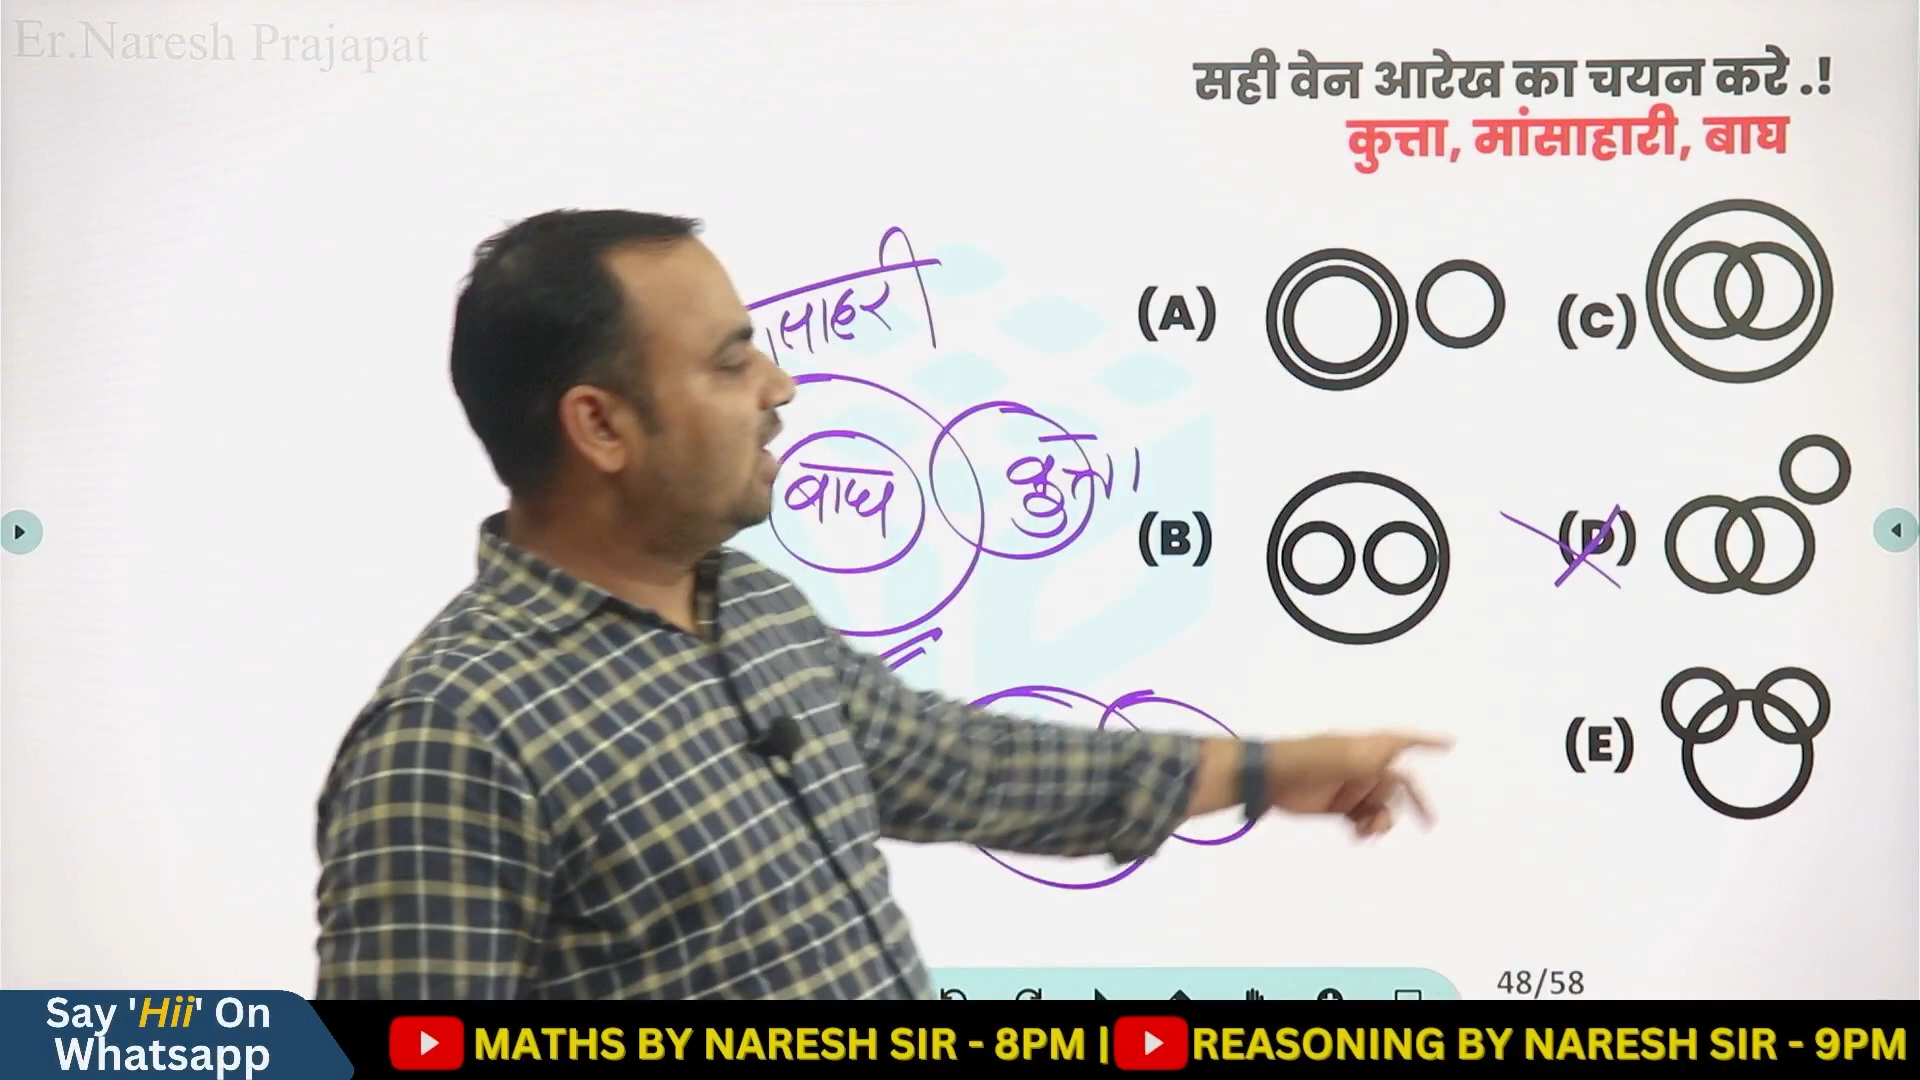 Er.Naresh Prajapat
सही वेन आरेख का चयन करे .!
कुत्ता, मांसाहारी, बाघ
(A)
(C)
(B)
(D)
(E)
बाघ
कुत्ता
48/58
Say 'Hii' On
Whatsapp
MATHS BY NARESH SIR - 8PM | REASONING BY NARESH SIR - 9PM